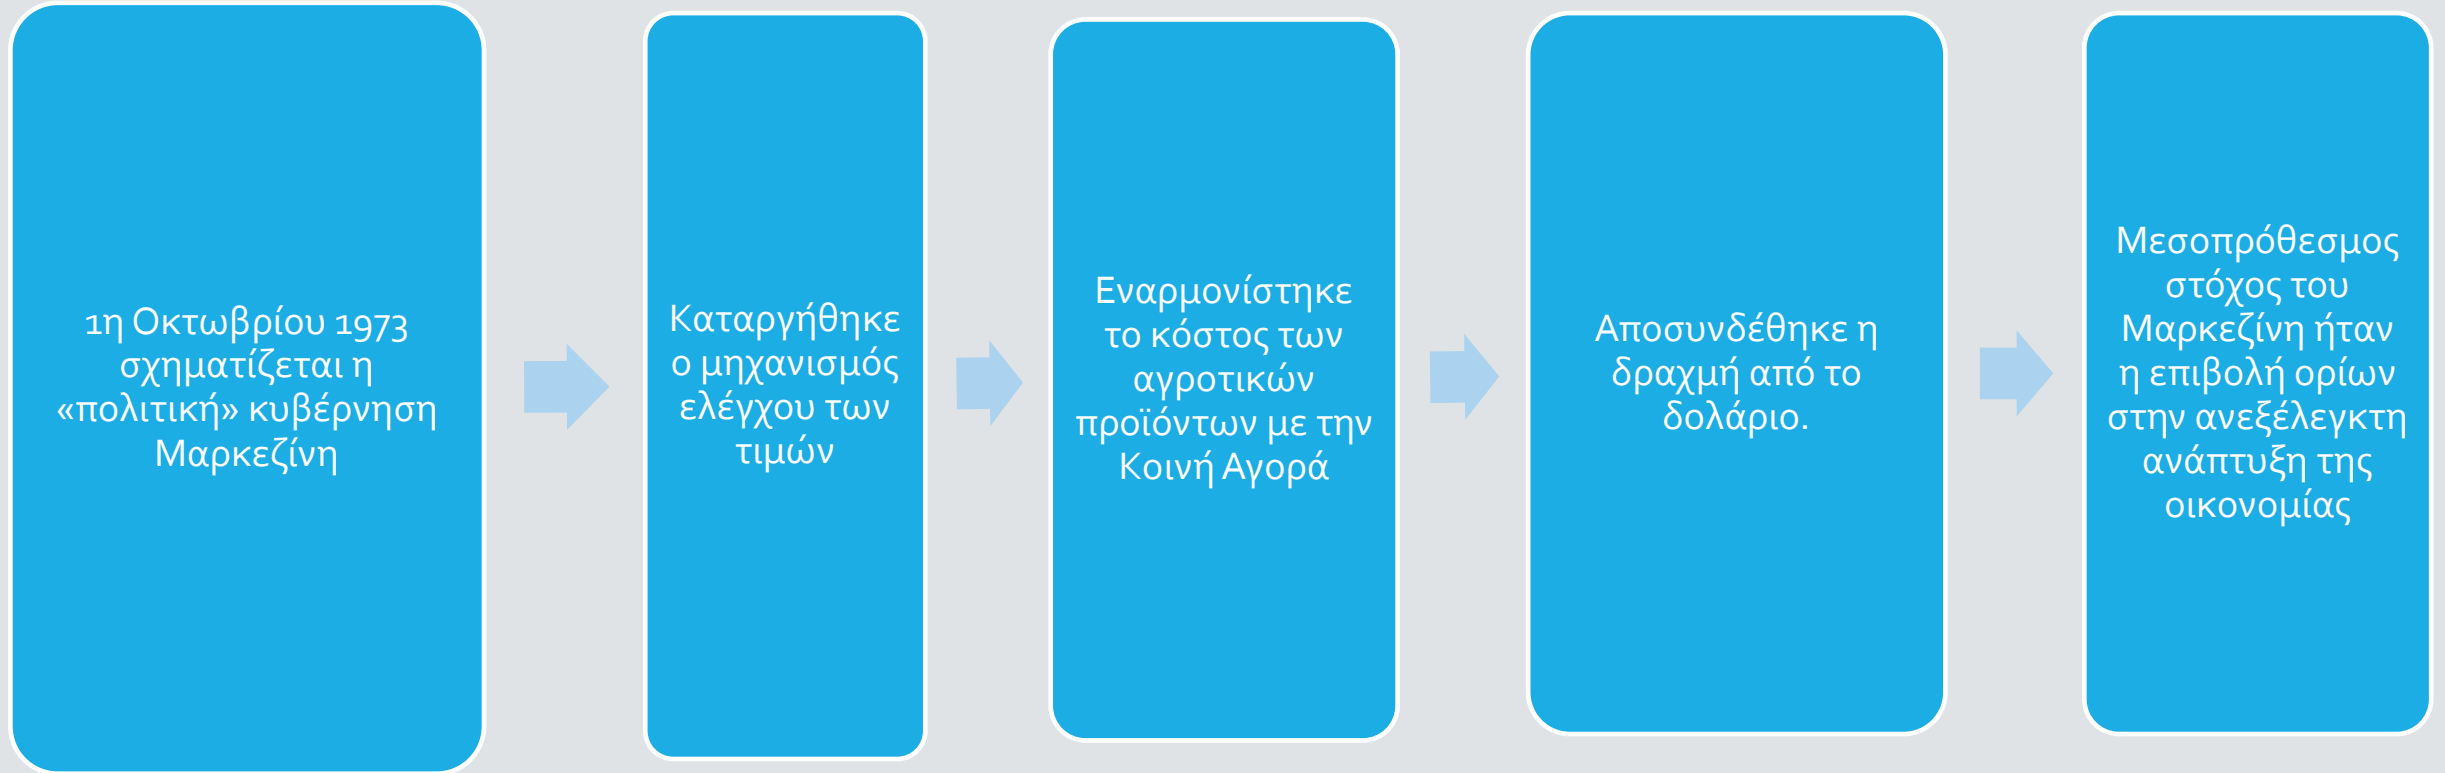 1η Οκτωβρίου 1973
σχηματίζεται η
«πολιτική» κυβέρνηση
Μαρκεζίνη
Καταργήθηκε
ο μηχανισμός
ελέγχου των
τιμών
Εναρμονίστηκε
το κόστος των
αγροτικών
προϊόντων με την
Κοινή Αγορά
Αποσυνδέθηκε η
δραχμή από το
δολάριο.
Μεσοπρόθεσμος
στόχος του
Μαρκεζίνη ήταν
η επιβολή ορίων
στην ανεξέλεγκτη
ανάπτυξη της
οικονομίας